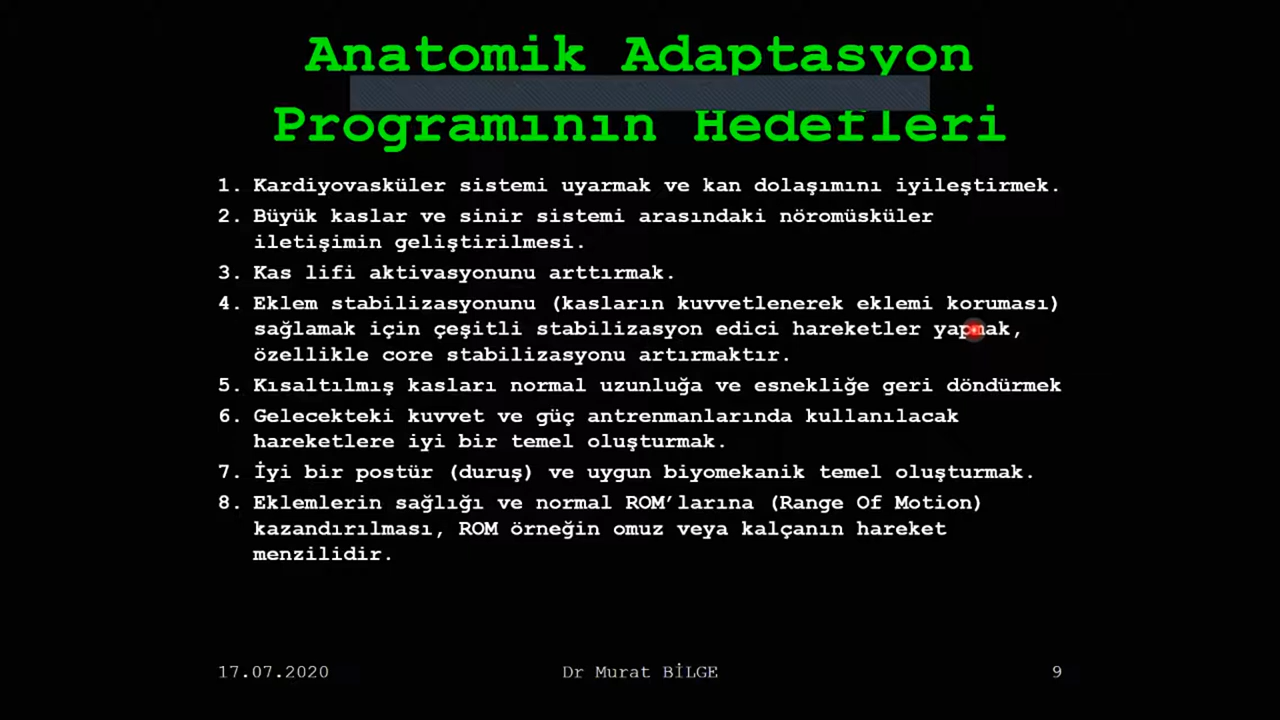 Anatomik Adaptasyon
Programının Hedefleri
1. Kardiyovasküler sistemi uyarmak ve kan dolaşımını iyileştirmek.
2. Büyük kaslar ve sinir sistemi arasındaki nöromüsküler
iletişimin geliştirilmesi.
3. Kas lifi aktivasyonunu arttırmak.
4. Eklem stabilizasyonunu (kasların kuvvetlenerek eklemi koruması)
sağlamak için çeşitli stabilizasyon edici hareketler yapmak,
özellikle core stabilizasyonu artırmaktır.
5. Kısaltılmış kasları normal uzunluğa ve esnekliğe geri döndürmek
6. Gelecekteki kuvvet ve güç antrenmanlarında kullanılacak
hareketlere iyi bir temel oluşturmak.
7. İyi bir postür (duruş) ve uygun biyomekanik temel oluşturmak.
8. Eklemlerin sağlığı ve normal ROM’larına (Range Of Motion)
kazandırılması, ROM örneğin omuz veya kalçanın hareket
menzilidir.
17.07.2020 Dr Murat BİLGE 9